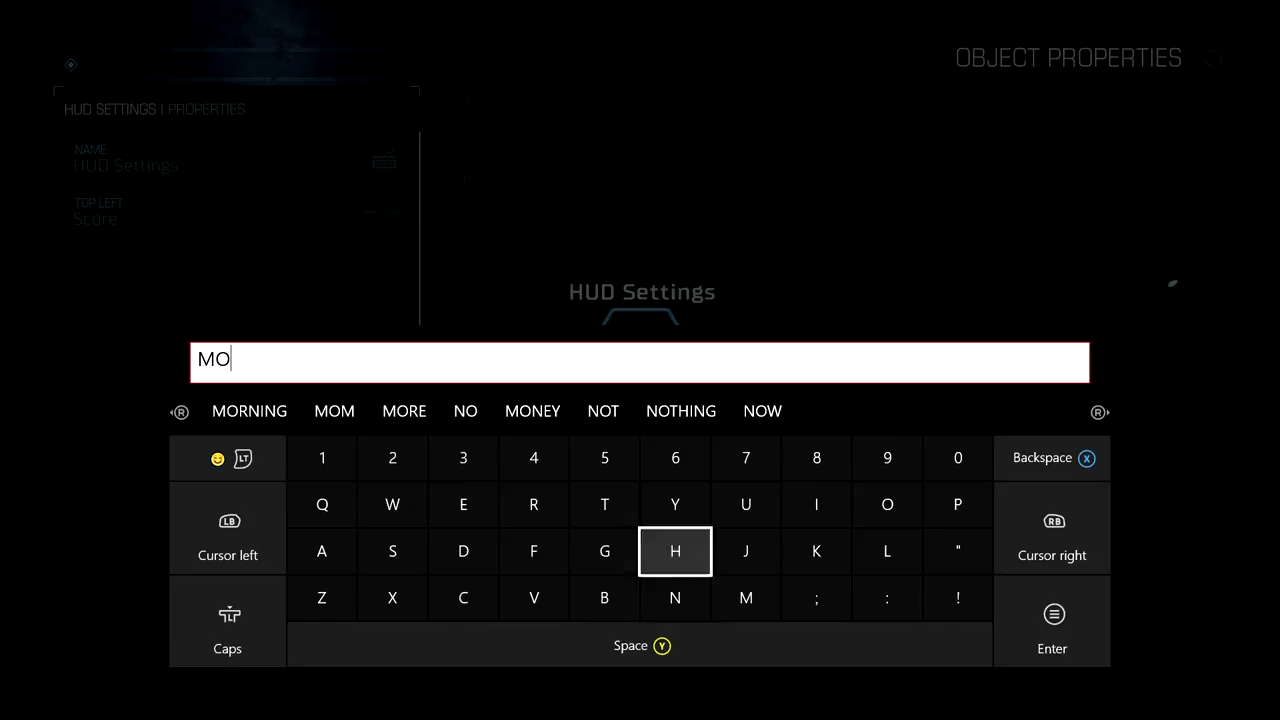 OBJECT PROPERTIES
HUD SETTINGS | PROPERTIES
NAME
HUD Settings
TOP LEFT
Score
HUD Settings
MO
R MORNING MOM MORE NO MONEY NOT NOTHING NOW R
LT 1 2 3 4 5 6 7 8 9 0 Backspace X
Q W E R T Y U I O P
LB RB
Cursor left A S D F G H J K L " Cursor right
Z X C V B N M ; : !
Caps Space Y Enter